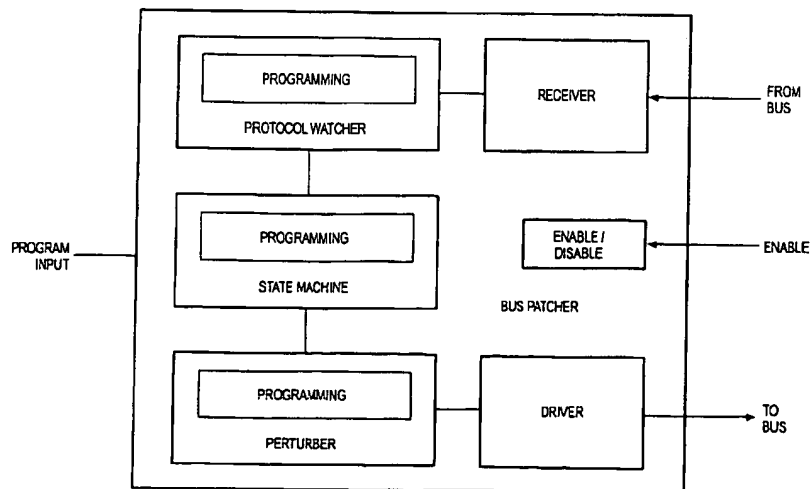 PROGRAMMING
PROTOCOL WATCHER
RECEIVER
FROM
BUS
PROGRAM
INPUT
PROGRAMMING
STATE MACHINE
ENABLE /
DISABLE
ENABLE
BUS PATCHER
PROGRAMMING
PERTURBER
DRIVER
TO
BUS